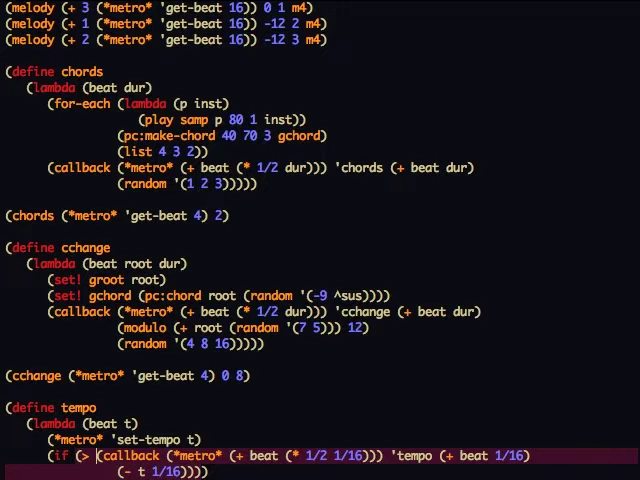 (melody (+ 3 (*metro* 'get-beat 16)) 0 1 m4)
(melody (+ 1 (*metro* 'get-beat 16)) -12 2 m4)
(melody (+ 2 (*metro* 'get-beat 16)) -12 3 m4)
(define chords
(lambda (beat dur)
(for-each (lambda (p inst)
(play samp p 80 1 inst))
(pc:make-chord 40 70 3 gchord)
(list 4 3 2))
(callback (*metro* (+ beat (* 1/2 dur))) 'chords (+ beat dur)
(random '(1 2 3)))))
(chords (*metro* 'get-beat 4) 2)
(define cchange
(lambda (beat root dur)
(set! groot root)
(set! gchord (pc:chord root (random '(-9 ^sus))))
(callback (*metro* (+ beat (* 1/2 dur))) 'cchange (+ beat dur)
(modulo (+ root (random '(7 5))) 12)
(random '(4 8 16)))))
(cchange (*metro* 'get-beat 4) 0 8)
(define tempo
(lambda (beat t)
(*metro* 'set-tempo t)
(if (> (callback (*metro* (+ beat (* 1/2 1/16))) 'tempo (+ beat 1/16)
(- t 1/16))))